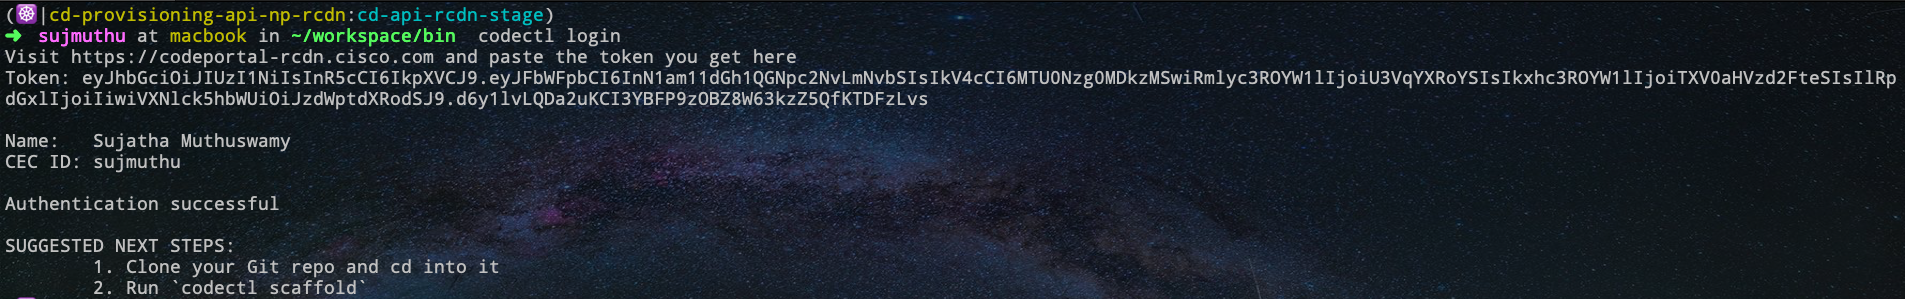 (☸|cd-provisioning-api-np-rcdn:cd-api-rcdn-stage)
➜ sujmuthu at macbook in ~/workspace/bin codectl login
Visit https://codeportal-rcdn.cisco.com and paste the token you get here
Token: eyJhbGciOiJIUzI1NiIsInR5cCI6IkpXVCJ9.eyJFbWFpbCI6InN1am11dGh1QGNpc2NvLmNvbSIsIkV4cCI6MTU0Nzg0MDkzMSwiRmlyc3ROYW1lIjoiU3VqYXRoYSIsIkxhc3ROYW1lIjoiTXV0aHVzd2FteSIsIlRp
dGxlIjoiIiwiVXNlck5hbWUiOiJzdWptdXRodSJ9.d6y1lvLQDa2uKCI3YBFP9zOBZ8W63kzZ5QfKTDFzLvs
Name: Sujatha Muthuswamy
CEC ID: sujmuthu
Authentication successful
SUGGESTED NEXT STEPS:
1. Clone your Git repo and cd into it
2. Run `codectl scaffold`